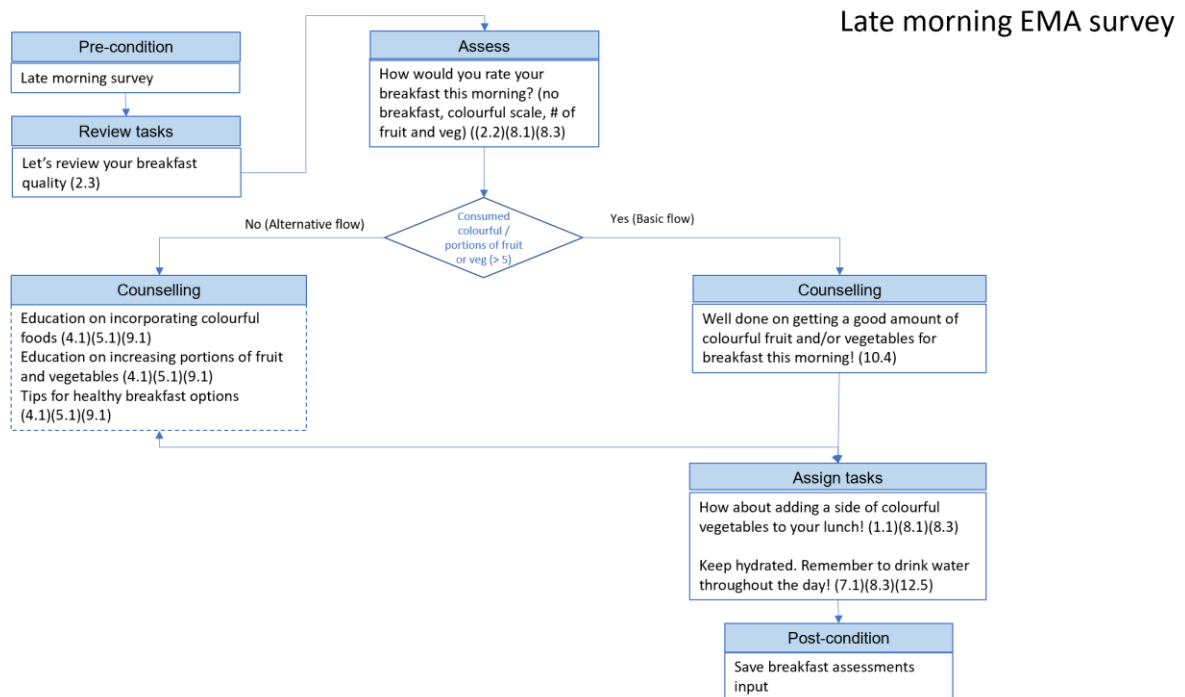 Late morning EMA survey
Pre-condition
Late morning survey
Review tasks
Let's review your breakfast
quality (2.3)
Assess
How would you rate your
breakfast this morning? (no
breakfast, colourful scale, # of
fruit and veg) ((2.2)(8.1)(8.3)
Consumed
colourful /
portions of fruit
or veg (> 5)
No (Alternative flow)
Yes (Basic flow)
Counselling
Education on incorporating colourful
foods (4.1)(5.1)(9.1)
Education on increasing portions of fruit
and vegetables (4.1)(5.1)(9.1)
Tips for healthy breakfast options
(4.1)(5.1)(9.1)
Counselling
Well done on getting a good amount of
colourful fruit and/or vegetables for
breakfast this morning! (10.4)
Assign tasks
How about adding a side of colourful
vegetables to your lunch! (1.1)(8.1)(8.3)
Keep hydrated. Remember to drink water
throughout the day! (7.1)(8.3)(12.5)
Post-condition
Save breakfast assessments
input